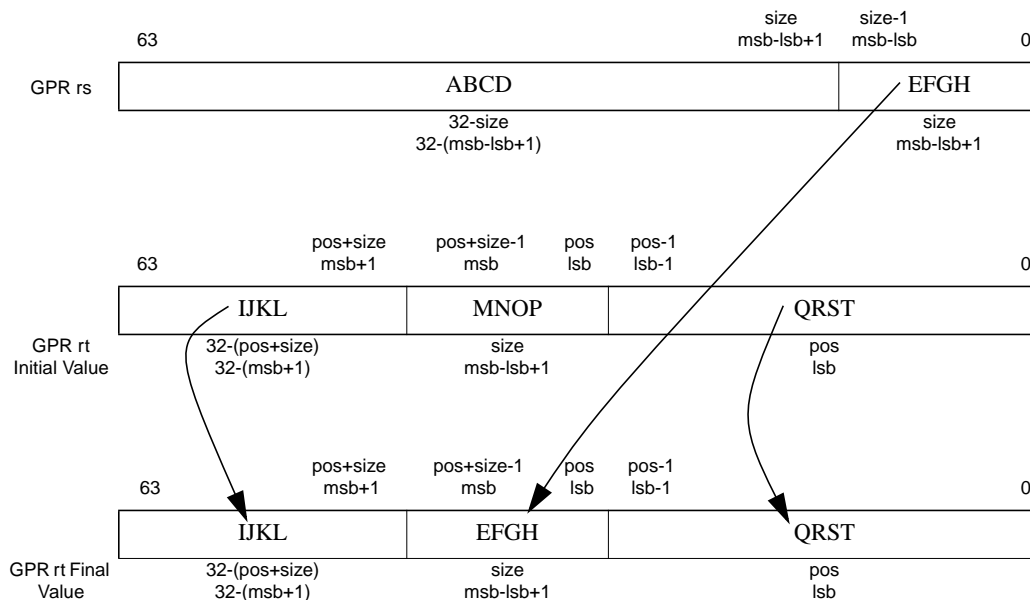 size size-1
63 msb-lsb+1 msb-lsb 0
GPR rs ABCD EFGH
32-size size
32-(msb-lsb+1) msb-lsb+1
pos+size pos+size-1 pos pos-1
63 msb+1 msb lsb lsb-1 0
IJKL MNOP QRST
GPR rt 32-(pos+size) size pos
Initial Value 32-(msb+1) msb-lsb+1 lsb
pos+size pos+size-1 pos pos-1
63 msb+1 msb lsb lsb-1 0
IJKL EFGH QRST
GPR rt Final 32-(pos+size) size pos
Value 32-(msb+1) msb-lsb+1 lsb